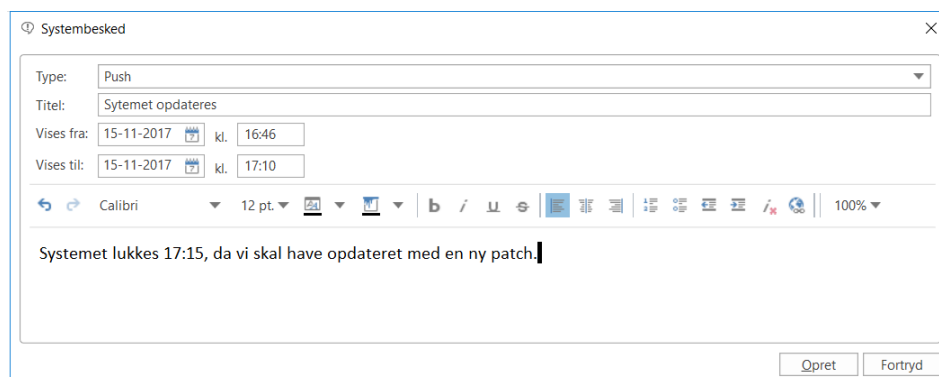 Systembesked
Type: Push
Titel: Sytemet opdateres
Vises fra: 15-11-2017 kl. 16:46
Vises til: 15-11-2017 kl. 17:10
Calibri 12 pt. b i u s 100%
Systemet lukkes 17:15, da vi skal have opdateret med en ny patch.
Opret Fortryd